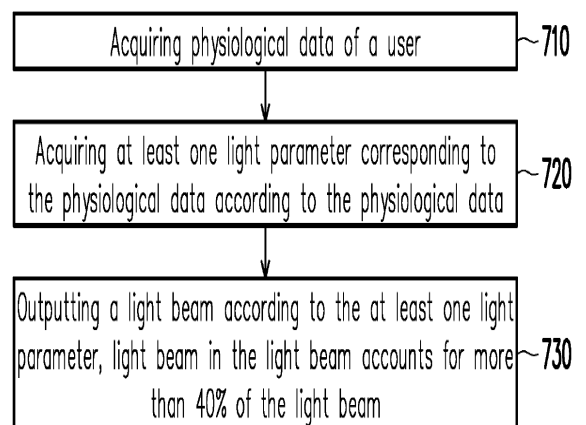 Acquiring physiological data of a user
710
Acquiring at least one light parameter corresponding to
the physiological data according to the physiological data
720
Outputting a light beam according to the at least one light
parameter, light beam in the light beam accounts for more
than 40% of the light beam
730